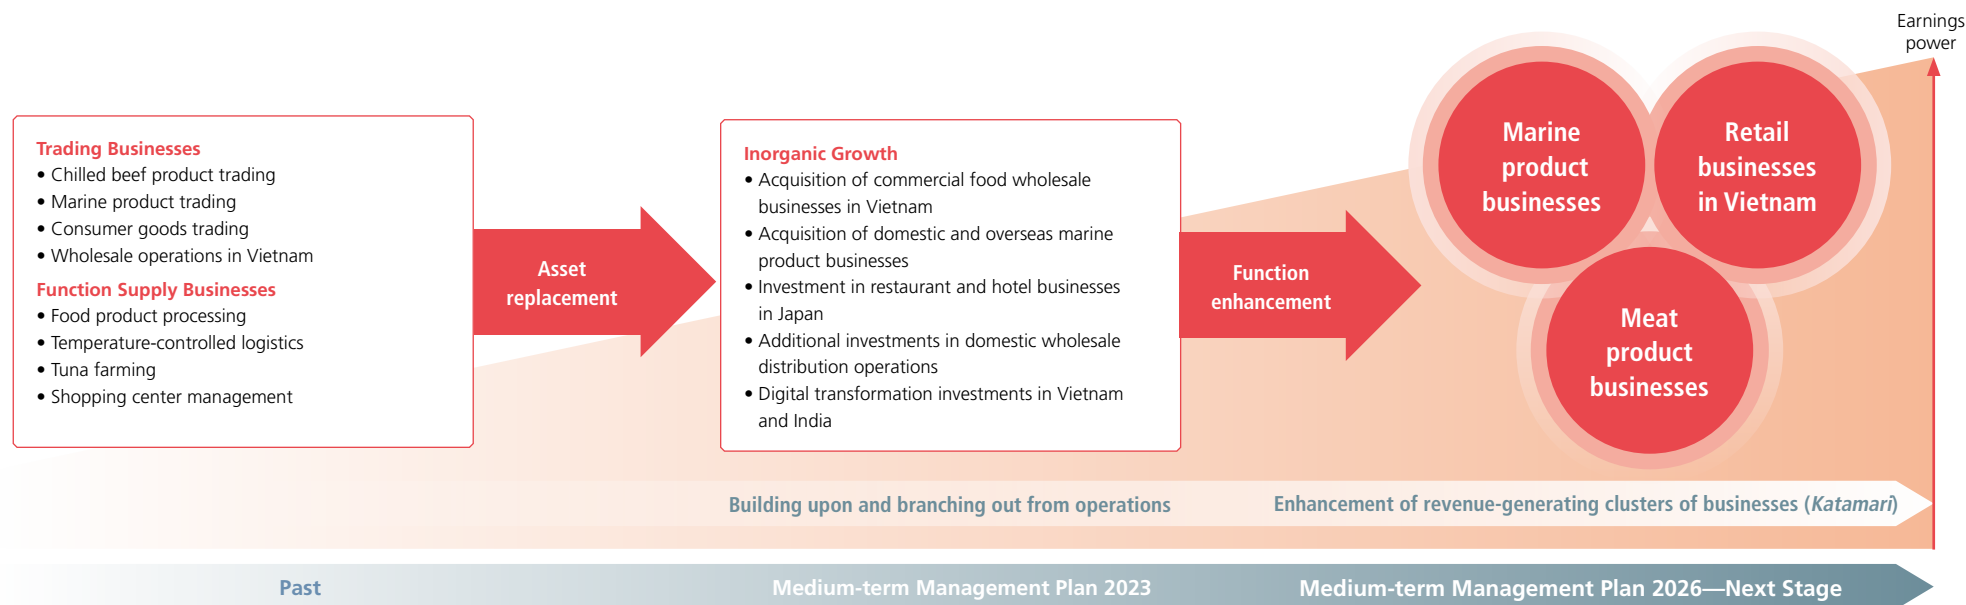 Earnings
power
Trading Businesses
• Chilled beef product trading
• Marine product trading
• Consumer goods trading
• Wholesale operations in Vietnam
Function Supply Businesses
• Food product processing
• Temperature-controlled logistics
• Tuna farming
• Shopping center management
Asset
replacement
Inorganic Growth
• Acquisition of commercial food wholesale
businesses in Vietnam
• Acquisition of domestic and overseas marine
product businesses
• Investment in restaurant and hotel businesses
in Japan
• Additional investments in domestic wholesale
distribution operations
• Digital transformation investments in Vietnam
and India
Function
enhancement
Marine
product
businesses
Retail
businesses
in Vietnam
Meat
product
businesses
Building upon and branching out from operations
Enhancement of revenue-generating clusters of businesses (Katamari)
Past
Medium-term Management Plan 2023
Medium-term Management Plan 2026—Next Stage